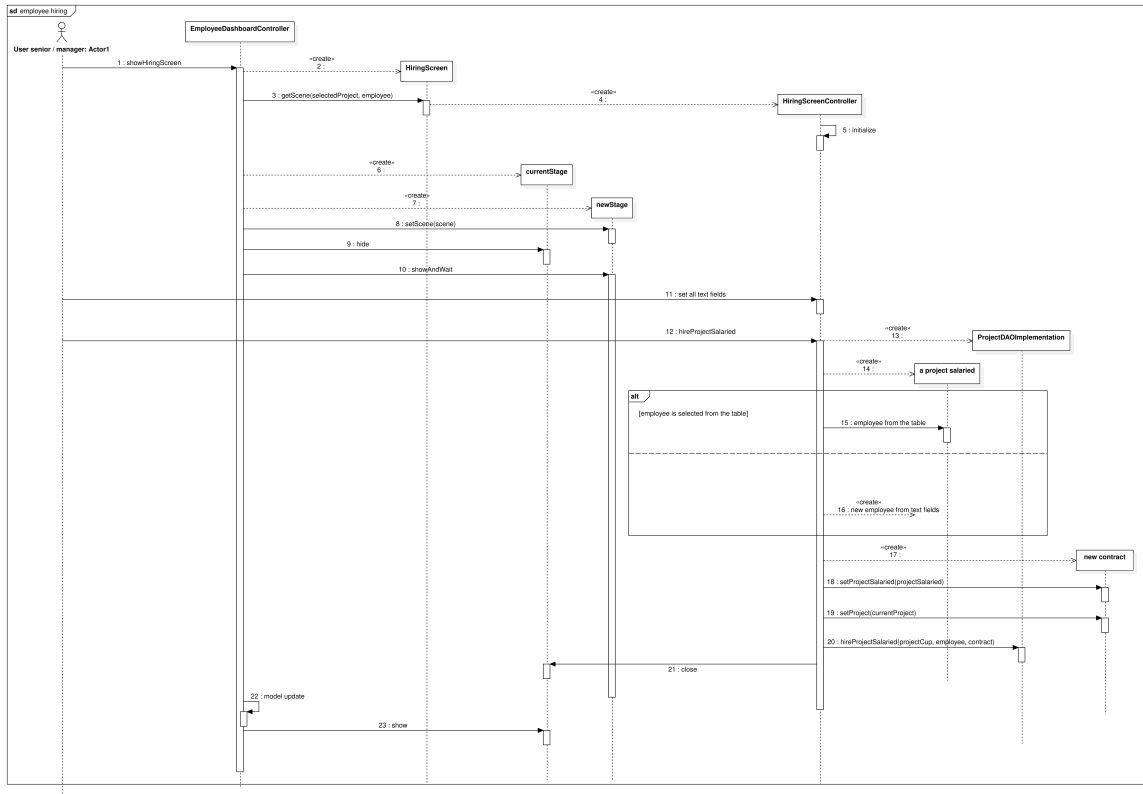 sd employee hiring
User senior / manager: Actor1
EmployeeDashboardController
1 : showHiringScreen
«create»
2 :
HiringScreen
3 : getScene(selectedProject, employee)
«create»
4 :
HiringScreenController
5 : initialize
«create»
6 :
currentStage
«create»
7 :
newStage
8 : setScene(scene)
9 : hide
10 : showAndWait
11 : set all text fields
12 : hireProjectSalaried
«create»
13 :
ProjectDAOImplementation
«create»
14 :
a project salaried
alt
[employee is selected from the table]
15 : employee from the table
«create»
16 : new employee from text fields
«create»
17 :
new contract
18 : setProjectSalaried(projectSalaried)
19 : setProject(currentProject)
20 : hireProjectSalaried(projectCup, employee, contract)
21 : close
22 : model update
23 : show